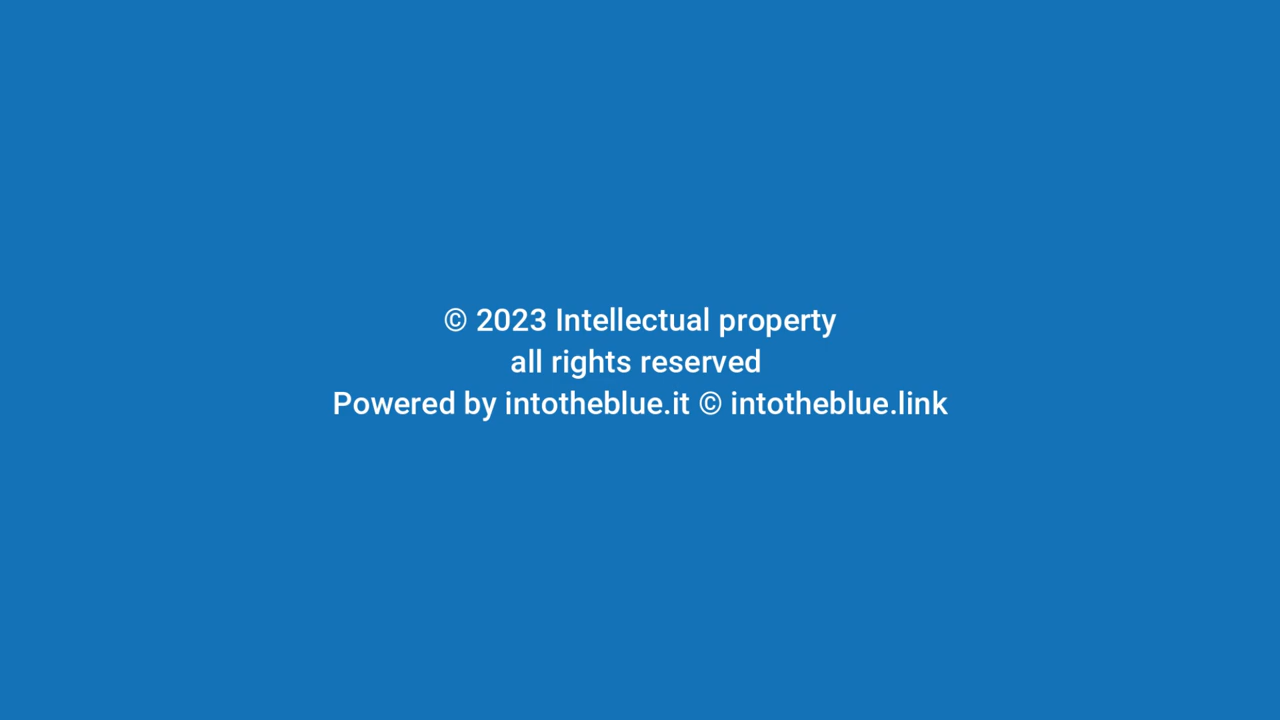 © 2023 Intellectual property
all rights reserved
Powered by intotheblue.it © intotheblue.link